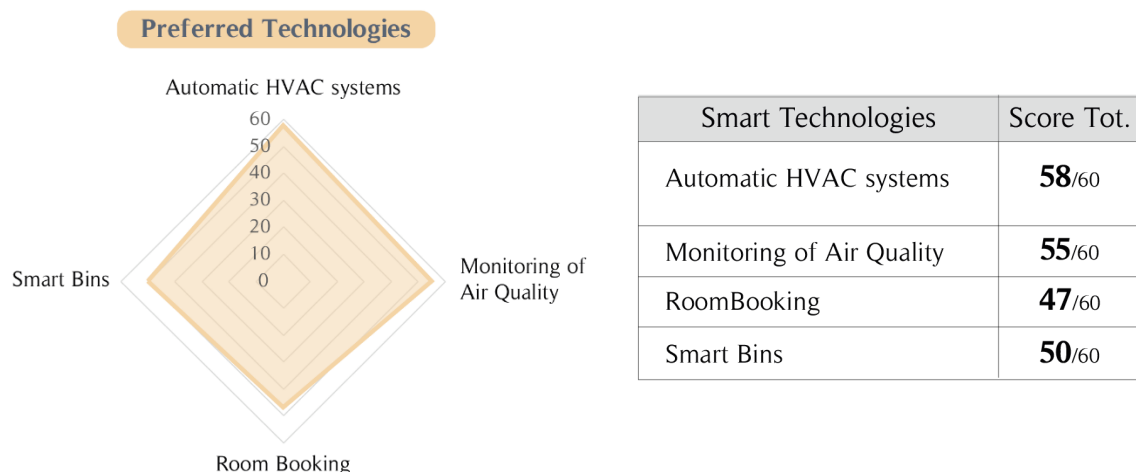 Preferred Technologies
Automatic HVAC systems
60
50
40
30
20
10
0
Smart Bins
Monitoring of
Air Quality
Room Booking
Smart Technologies Score Tot.
Automatic HVAC systems 58/60
Monitoring of Air Quality 55/60
RoomBooking 47/60
Smart Bins 50/60